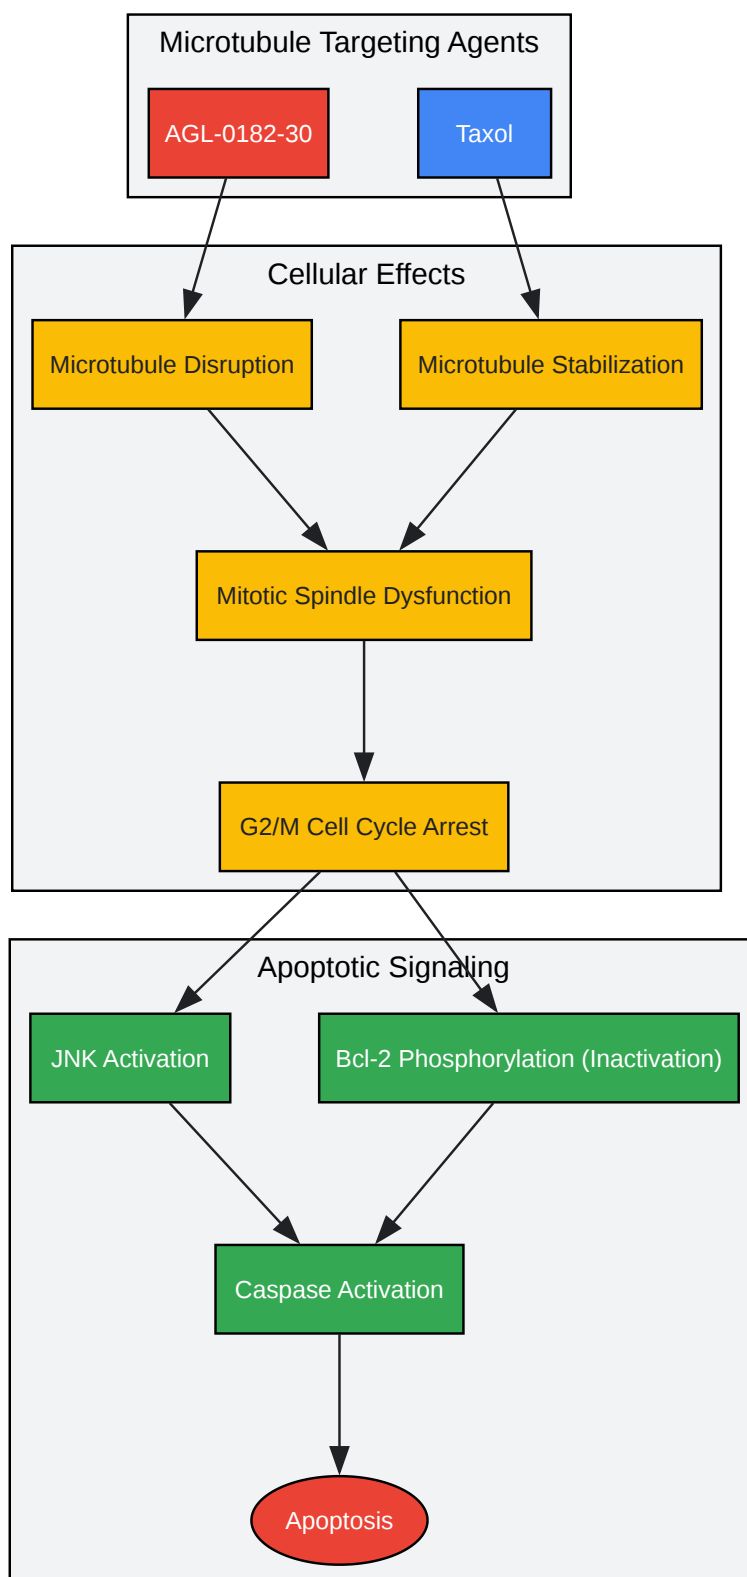 Microtubule Targeting Agents
AGL-0182-30
Taxol
Cellular Effects
Microtubule Disruption
Microtubule Stabilization
Mitotic Spindle Dysfunction
G2/M Cell Cycle Arrest
Apoptotic Signaling
JNK Activation
Bcl-2 Phosphorylation (Inactivation)
Caspase Activation
Apoptosis